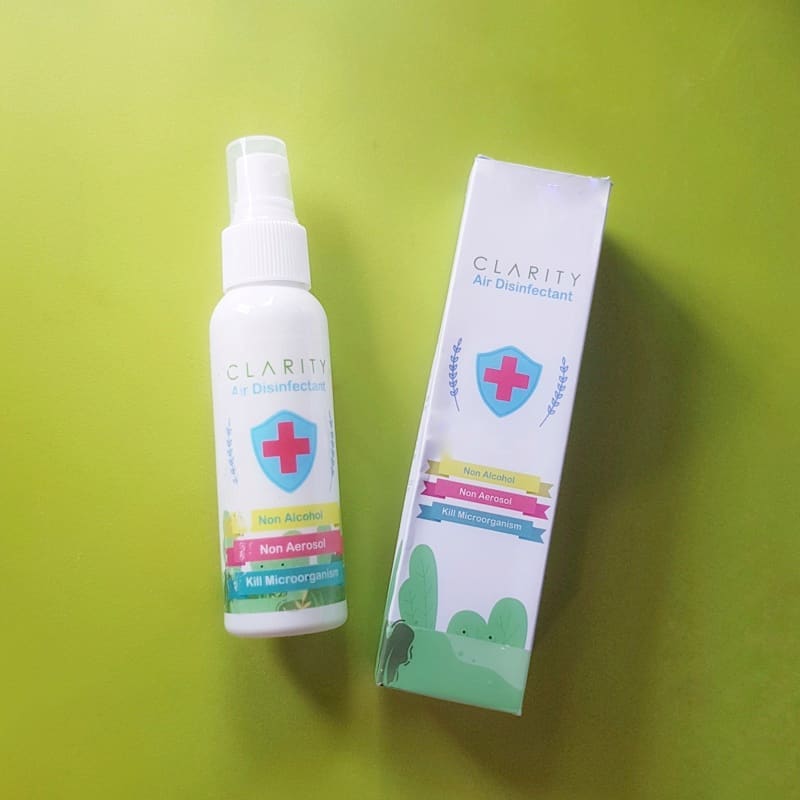 CLARITY
Air Disinfectant
Non Alcohol
Non Aerosol
Kill Microorganism
CLARITY
Air Disinfectant
Non Alcohol
Non Aerosol
Kill Microorganism